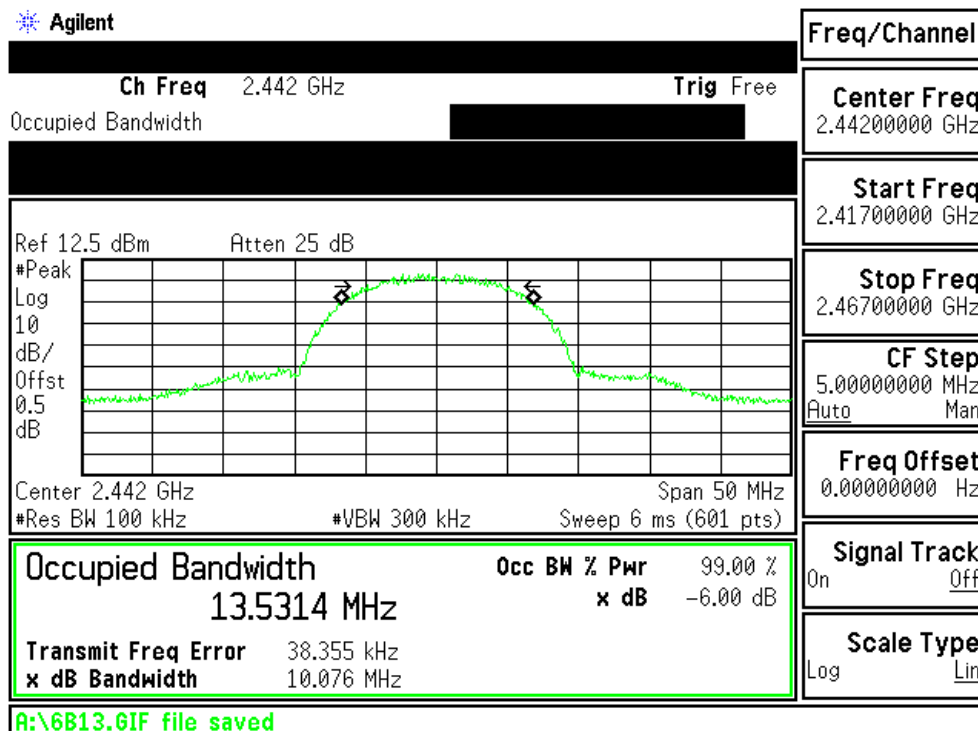 Agilent
Freq/Channel
Ch Freq 2.442 GHz Trig Free
Occupied Bandwidth
Center Freq
2.44200000 GHz
Start Freq
2.41700000 GHz
Stop Freq
2.46700000 GHz
CF Step
5.00000000 MHz
Auto Man
Freq Offset
0.00000000 Hz
Signal Track
On Off
Scale Type
Log Lin
Ref 12.5 dBm Atten 25 dB
#Peak
Log
10
dB/
Offst
0.5
dB
Center 2.442 GHz Span 50 MHz
#Res BW 100 kHz #VBW 300 kHz Sweep 6 ms (601 pts)
Occupied Bandwidth
13.5314 MHz
Occ BW % Pwr 99.00 %
x dB -6.00 dB
Transmit Freq Error 38.355 kHz
x dB Bandwidth 10.076 MHz
A:\6B13.GIF file saved